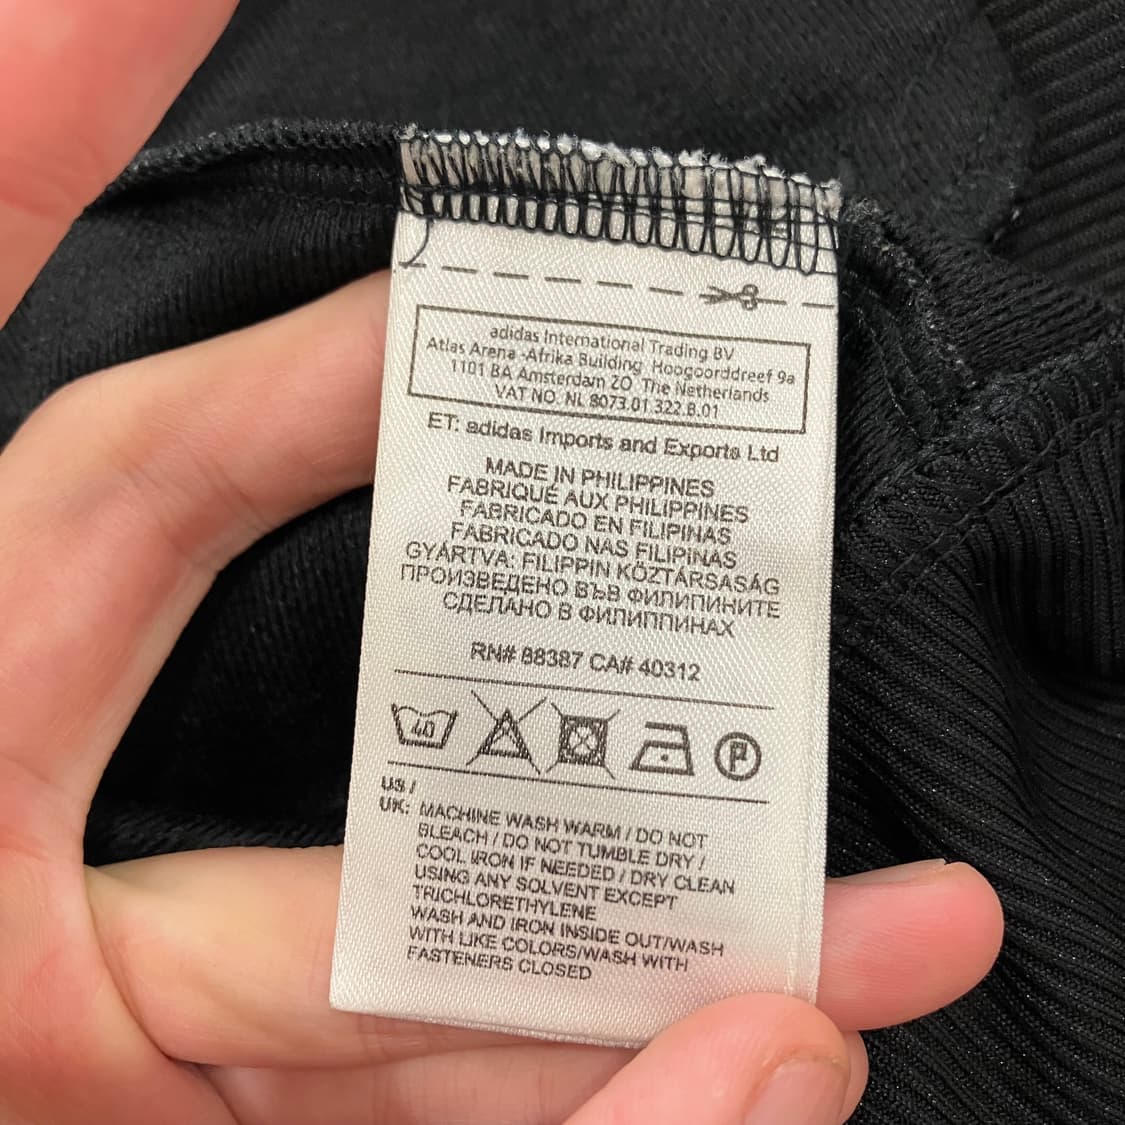 adidas International Trading BV
Atlas Arena -Afrika Building Hoogoorddreef 9a
1101 BA Amsterdam ZO The Netherlands
VAT NO. NL 8073.01.322.B.01
ET: adidas Imports and Exports Ltd
MADE IN PHILIPPINES
FABRIQUÉ AUX PHILIPPINES
FABRICADO EN FILIPINAS
FABRICADO NAS FILIPINAS
GYÁRTVA: FILIPPIN KÖZTÁRSASÁG
ПРОИЗВЕДЕНО ВЪВ ФИЛИПИНИТЕ
СДЕЛАНО В ФИЛИППИНАХ
RN# 88387 CA# 40312
40 P
US /
UK: MACHINE WASH WARM / DO NOT
BLEACH / DO NOT TUMBLE DRY /
COOL IRON IF NEEDED / DRY CLEAN
USING ANY SOLVENT EXCEPT
TRICHLORETHYLENE
WASH AND IRON INSIDE OUT/WASH
WITH LIKE COLORS/WASH WITH
FASTENERS CLOSED